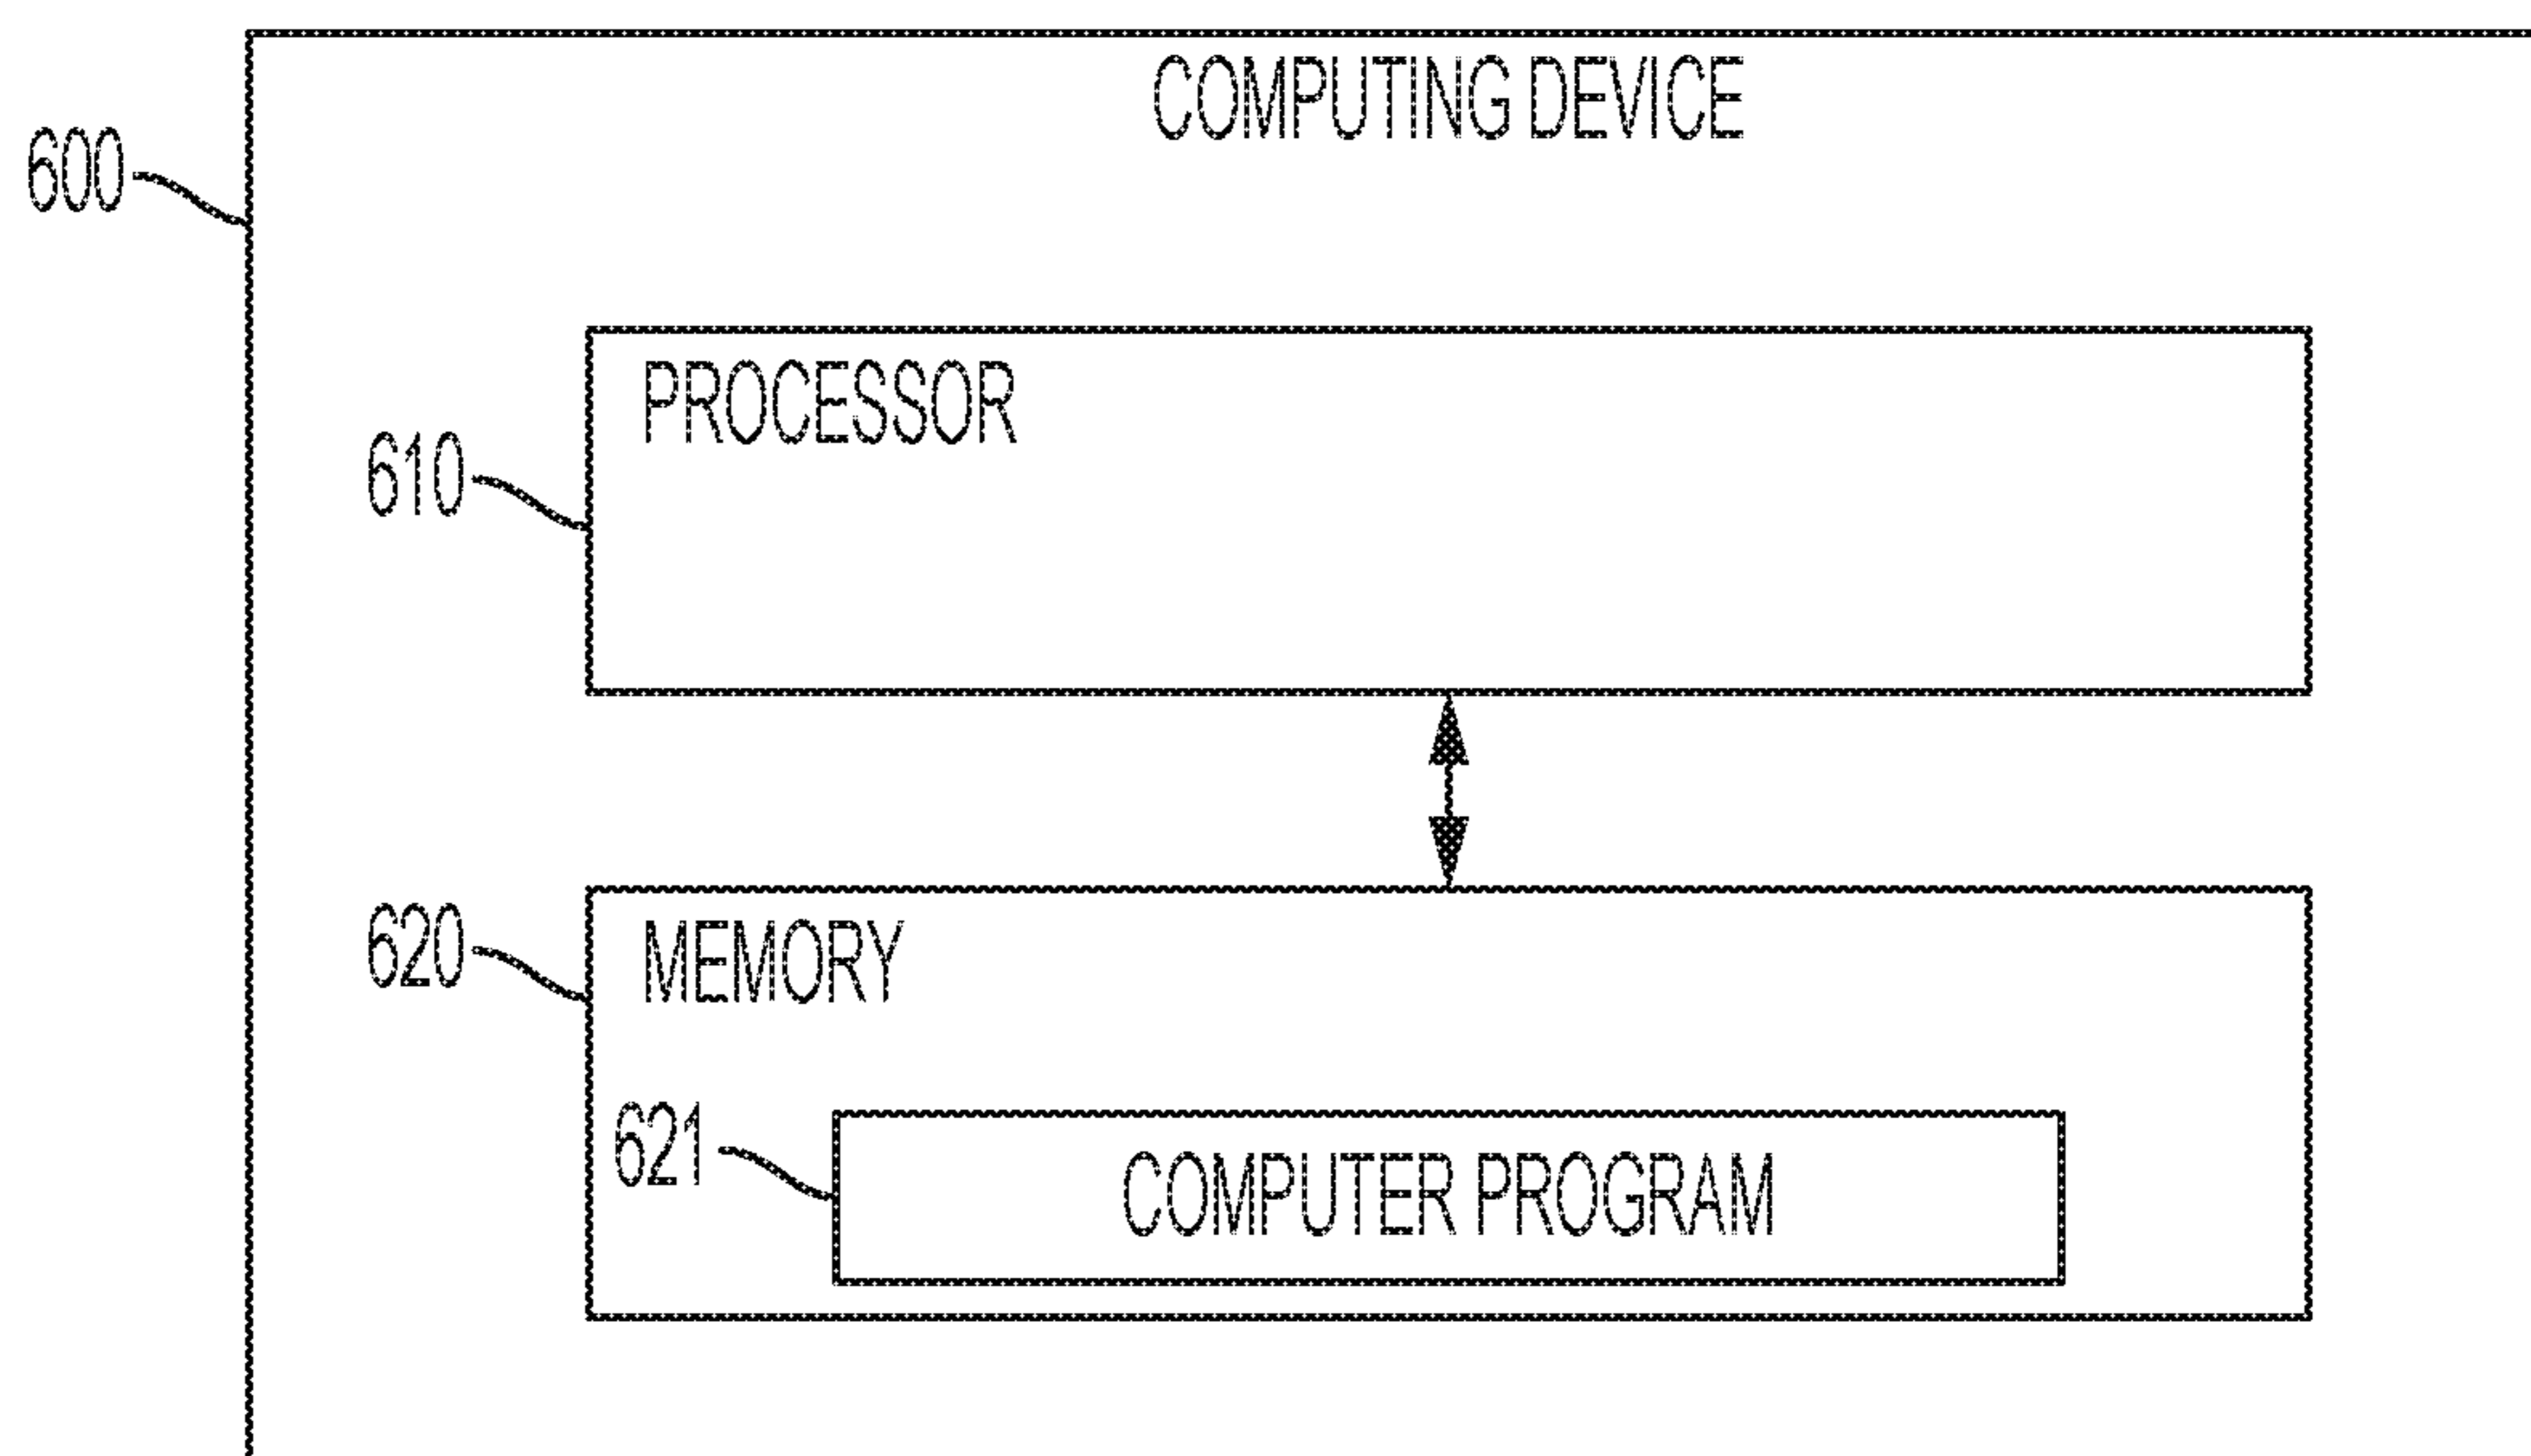 COMPUTING DEVICE
600
PROCESSOR
610
MEMORY
620
621
COMPUTER PROGRAM